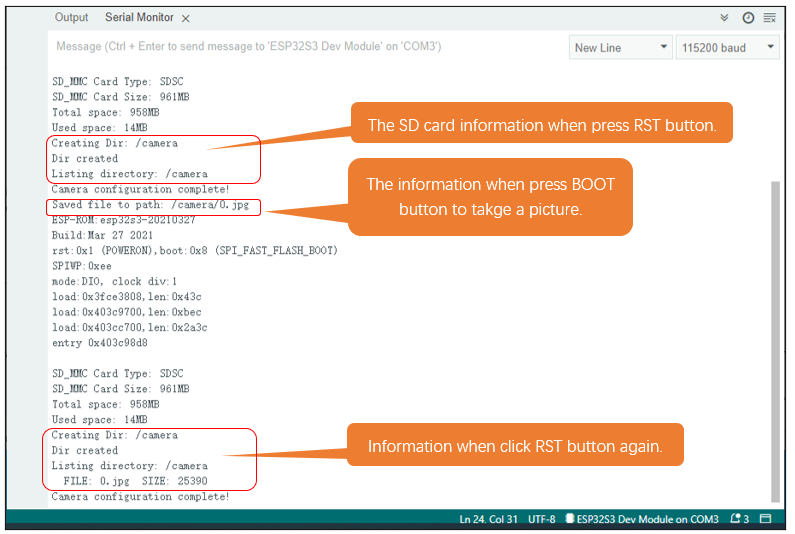 Output Serial Monitor
Message (Ctrl + Enter to send message to 'ESP32S3 Dev Module' on 'COM3')
New Line
115200 baud
SD_MMC Card Type: SDSC
SD_MMC Card Size: 961MB
Total space: 958MB
Used space: 14MB
Creating Dir: /camera
Dir created
Listing directory: /camera
Camera configuration complete!
Saved file to path: /camera/0.jpg
The SD card information when press RST button.
The information when press BOOT
button to takge a picture.
ESP-ROM:esp32s3-20210327
Build:Mar 27 2021
rst:0x1 (POWERON),boot:0x8 (SPI_FAST_FLASH_BOOT)
SPIWP:0xee
mode:DIO, clock div:1
load:0x3fce3808,len:0x43c
load:0x403c9700,len:0xbec
load:0x403cc700,len:0x2a3c
entry 0x403c98d8
SD_MMC Card Type: SDSC
SD_MMC Card Size: 961MB
Total space: 958MB
Used space: 14MB
Creating Dir: /camera
Dir created
Listing directory: /camera
FILE: 0.jpg SIZE: 25390
Camera configuration complete!
Information when click RST button again.
Ln 24, Col 31 UTF-8 ESP32S3 Dev Module on COM3 3